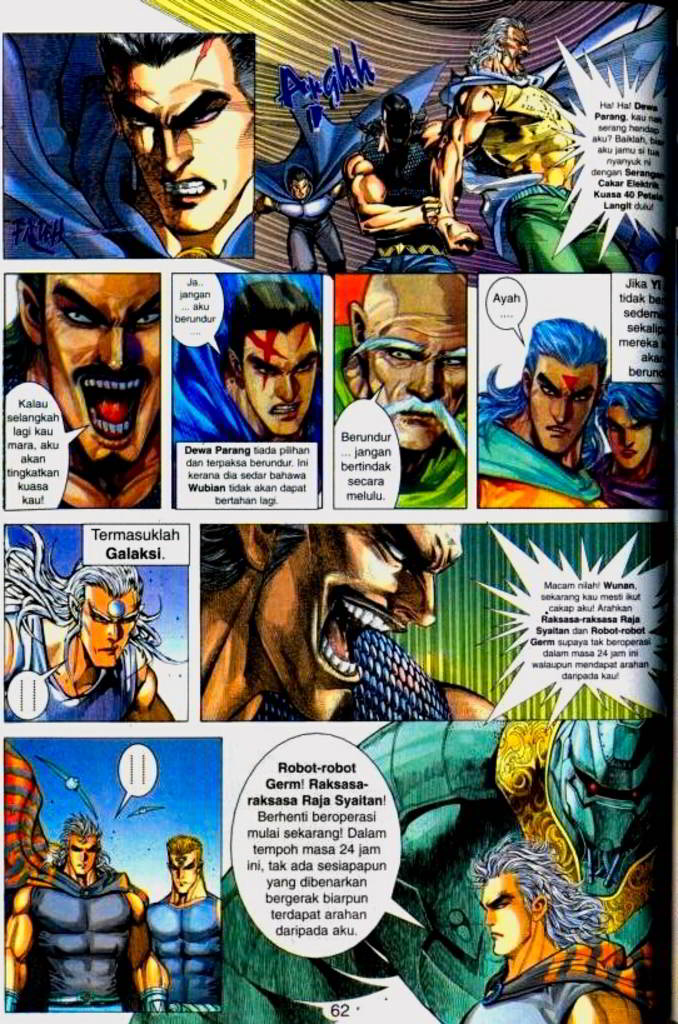 Arghh
Ha! Ha! Dewa
Parang, kau nak
serang hendap
aku? Baiklah,
aku jamu si tua
nyanyuk ni
dengan Serangan
Cakar Elektrik
Kuasa 40 Petala
Langit dulu!
Kalau
selangkah
lagi kau
mara, aku
akan
tingkatkan
kuasa
kau!
Ja..
jangan
... aku
berundur
....
Dewa Parang tiada pilihan
dan terpaksa berundur. Ini
kerana dia sedar bahawa
Wubian tidak akan dapat
bertahan lagi.
Berundur
... jangan
bertindak
secara
melulu.
Ayah
....
Jika Yi
tidak
sedemi
sekali
mereka
akan
berund
Termasuklah
Galaksi.
Macam nilah! Wunan,
sekarang kau mesti ikut
cakap aku! Arahkan
Raksasa-raksasa Raja
Syaitan dan Robot-robot
Germ supaya tak beroperasi
dalam masa 24 jam ini
walaupun mendapat arahan
daripada kau!
!!
Robot-robot
Germ! Raksasa-
raksasa Raja Syaitan!
Berhenti beroperasi
mulai sekarang! Dalam
tempoh masa 24 jam
ini, tak ada sesiapapun
yang dibenarkan
bergerak biarpun
terdapat arahan
daripada aku.
62